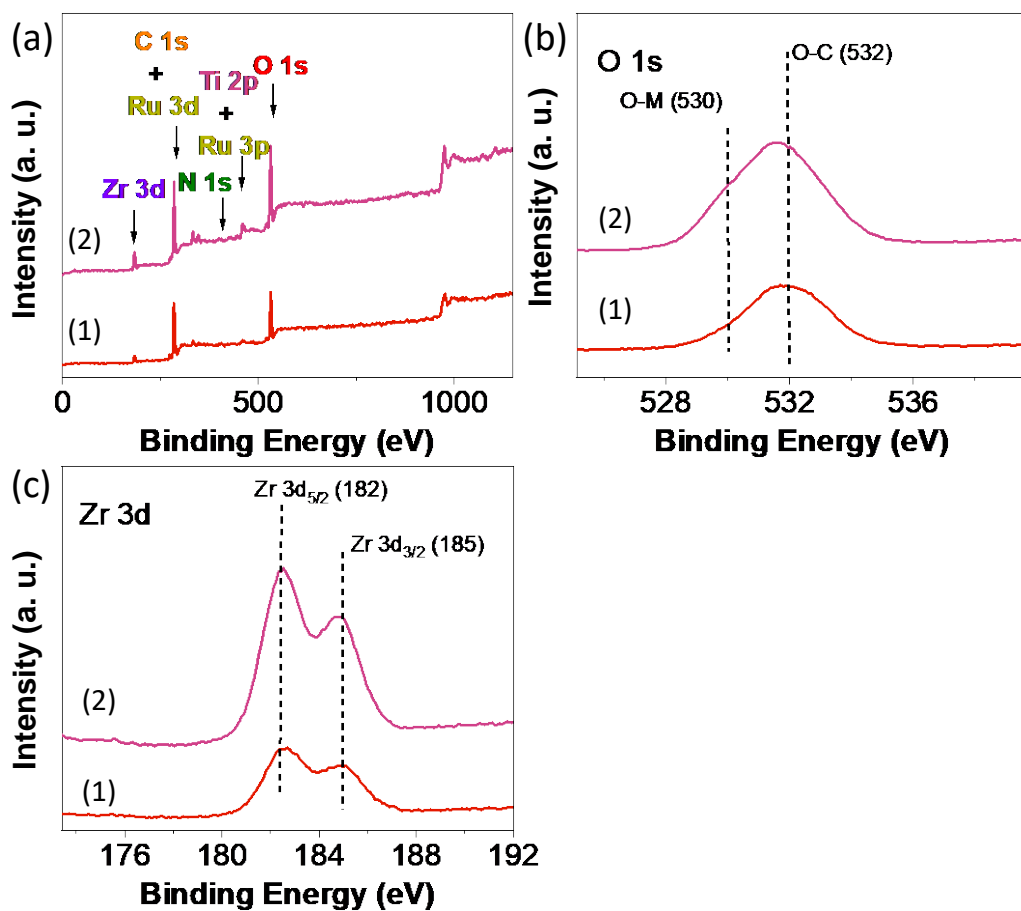 (a)
C 1s
+
Ru 3d
Ti 2p
+
Ru 3p
O 1s
Zr 3d
N 1s
(2)
(1)
Intensity (a. u.)
0
500
1000
Binding Energy (eV)
(b)
O 1s
O-C (532)
O-M (530)
(2)
(1)
Intensity (a. u.)
528
532
536
Binding Energy (eV)
(c)
Zr 3d
Zr 3d5/2 (182)
Zr 3d3/2 (185)
(2)
(1)
Intensity (a. u.)
176
180
184
188
192
Binding Energy (eV)